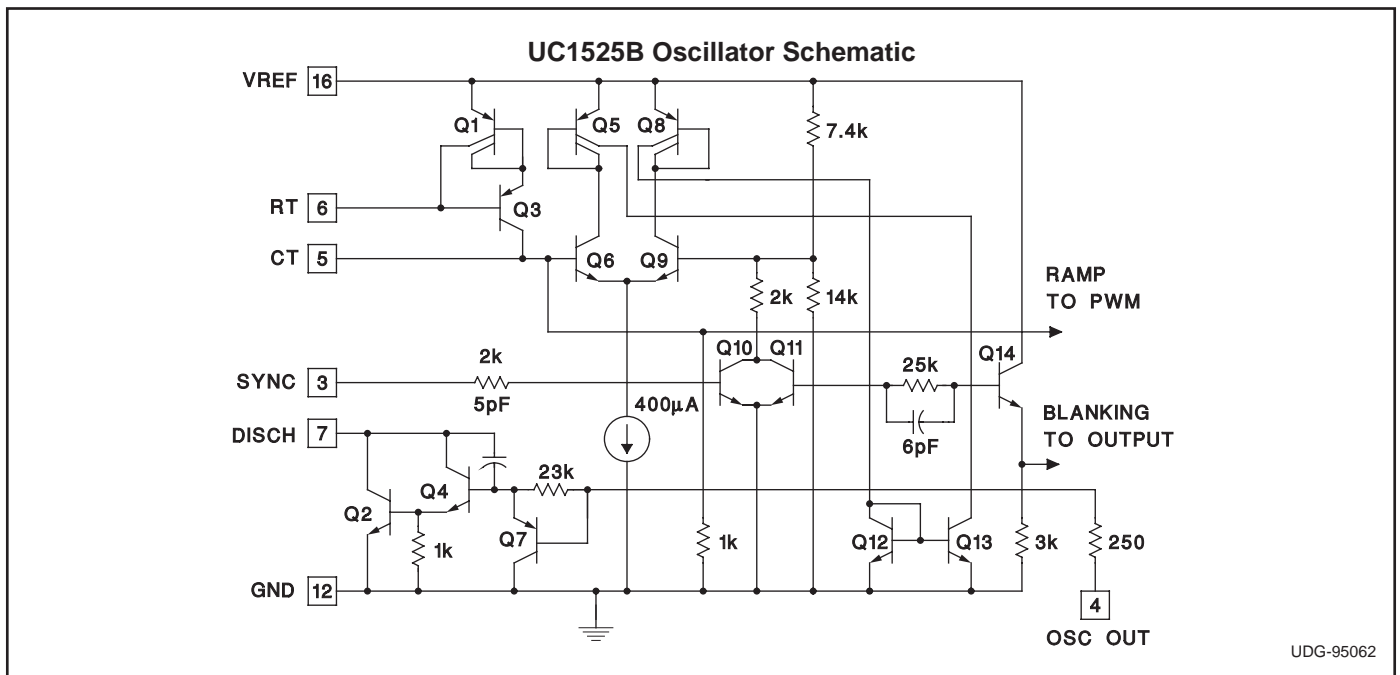 UC1525B Oscillator Schematic
VREF 16
Q1
Q5
Q8
7.4k
RT 6
Q3
CT 5
Q6
Q9
2k
14k
RAMP
TO PWM
Q10
Q11
Q14
2k
25k
SYNC 3
5pF
400µA
6pF
BLANKING
TO OUTPUT
DISCH 7
23k
Q4
Q2
Q7
1k
1k
Q12
Q13
3k
250
GND 12
4
OSC OUT
UDG-95062